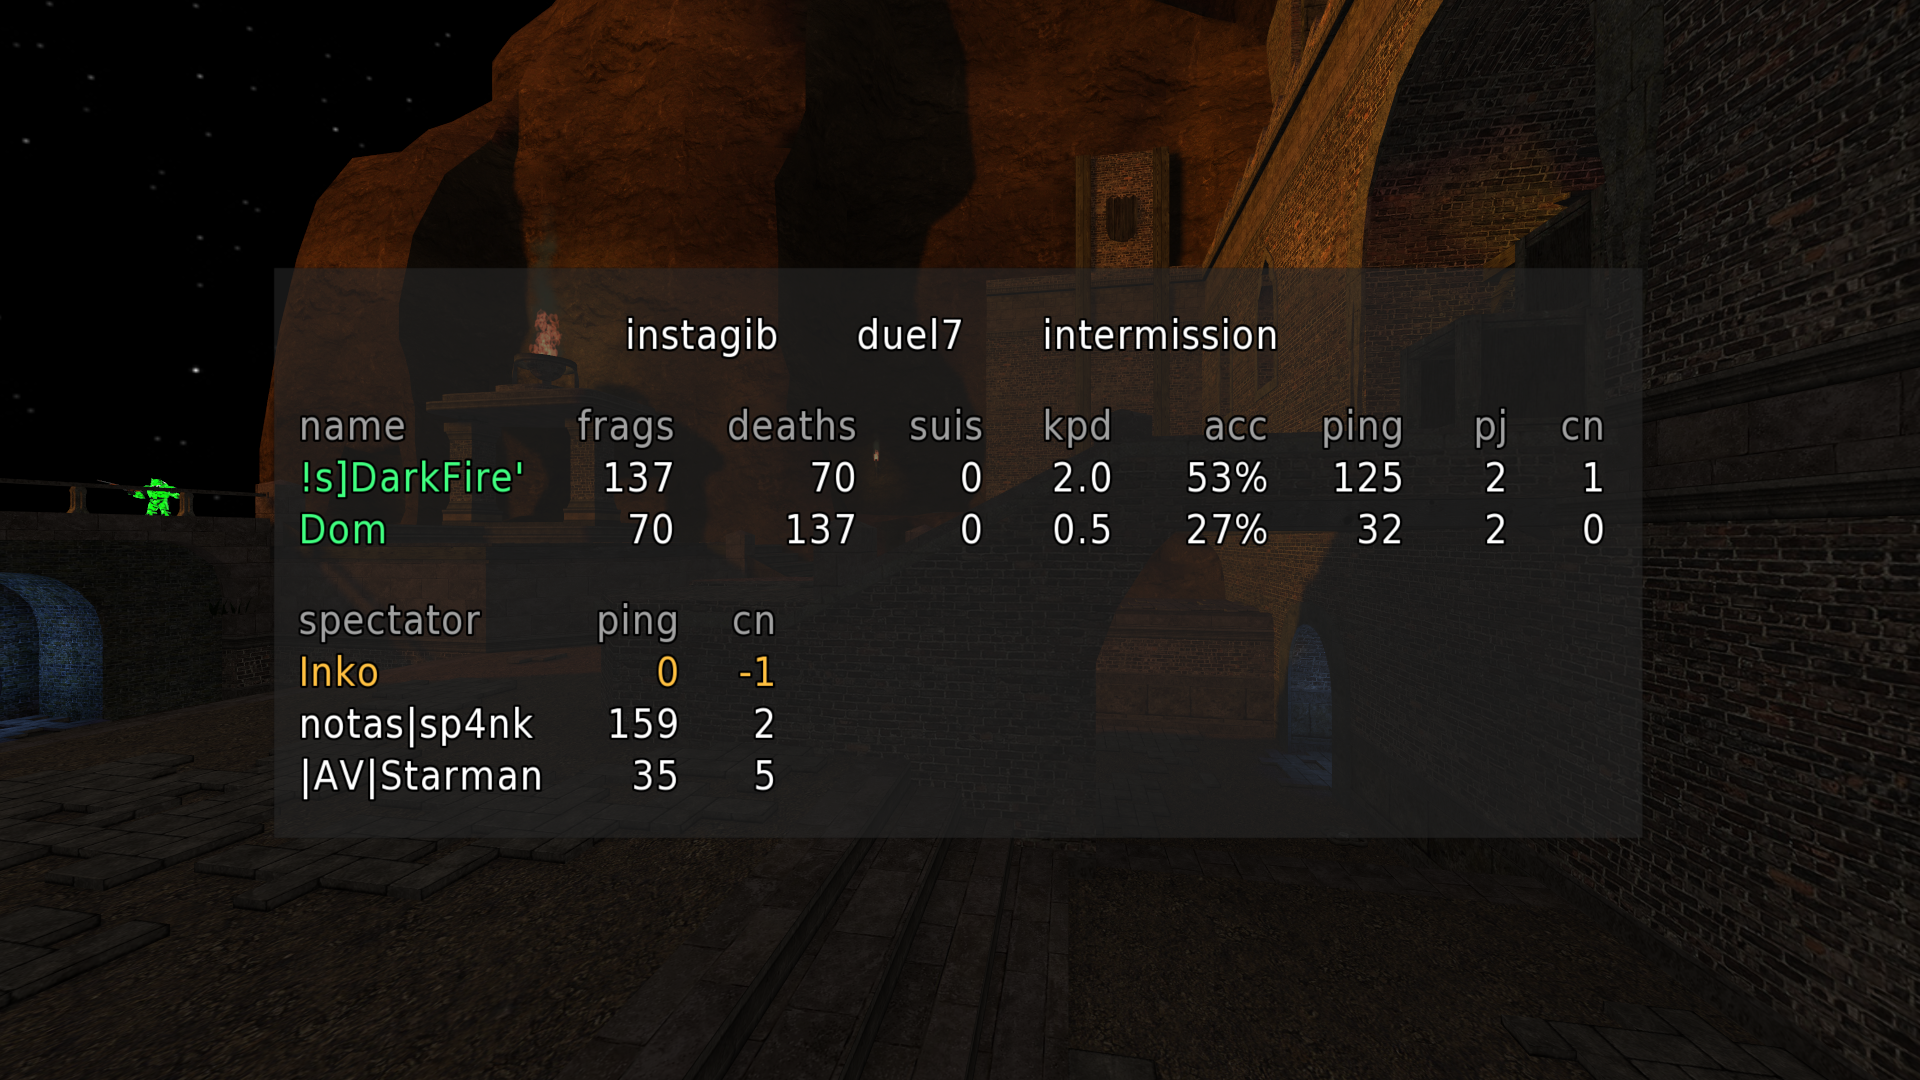 instagib duel7 intermission
name frags deaths suis kpd acc ping pj cn
!s]DarkFire' 137 70 0 2.0 53% 125 2 1
Dom 70 137 0 0.5 27% 32 2 0
spectator ping cn
Inko 0 -1
notas|sp4nk 159 2
|AV|Starman 35 5